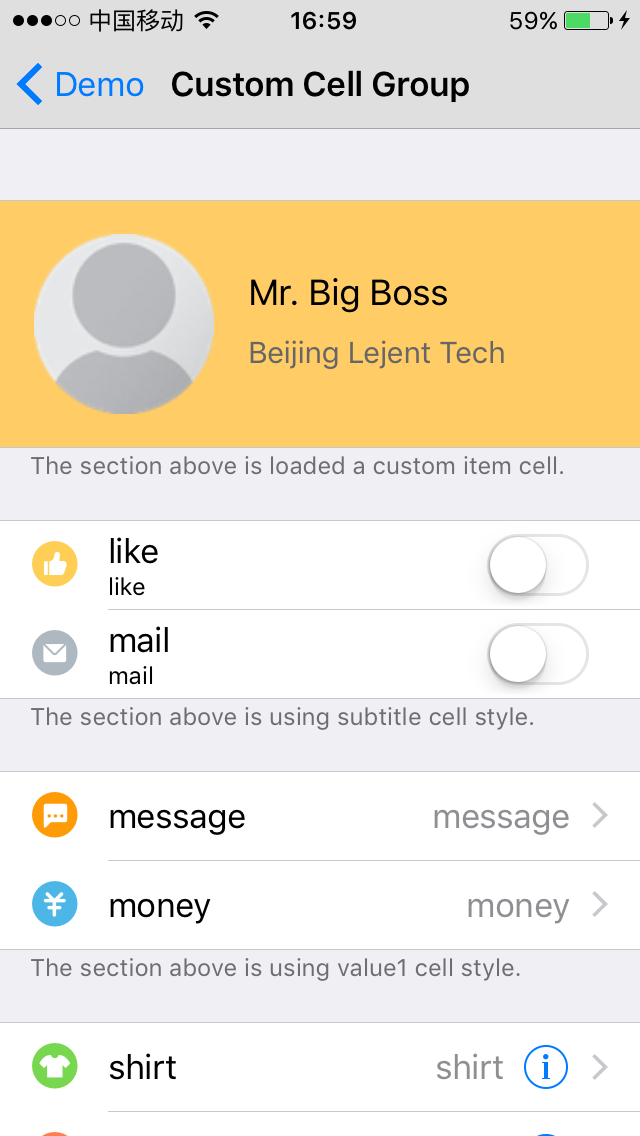 中国移动 16:59 59%
Demo Custom Cell Group
Mr. Big Boss
Beijing Lejent Tech
The section above is loaded a custom item cell.
like
like
mail
mail
The section above is using subtitle cell style.
message message
¥ money money
The section above is using value1 cell style.
shirt shirt i